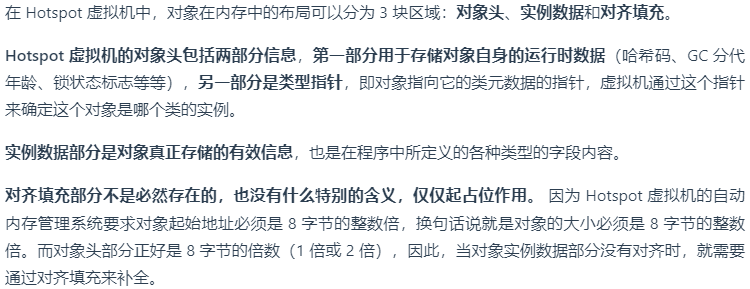 在 Hotspot 虚拟机中，对象在内存中的布局可以分为 3 块区域：对象头、实例数据和对齐填充。
Hotspot 虚拟机的对象头包括两部分信息，第一部分用于存储对象自身的运行时数据（哈希码、GC 分代
年龄、锁状态标志等等），另一部分是类型指针，即对象指向它的类元数据的指针，虚拟机通过这个指针
来确定这个对象是哪个类的实例。
实例数据部分是对象真正存储的有效信息，也是在程序中所定义的各种类型的字段内容。
对齐填充部分不是必然存在的，也没有什么特别的含义，仅仅起占位作用。 因为 Hotspot 虚拟机的自动
内存管理系统要求对象起始地址必须是 8 字节的整数倍，换句话说就是对象的大小必须是 8 字节的整数
倍。而对象头部分正好是 8 字节的倍数（1 倍或 2 倍），因此，当对象实例数据部分没有对齐时，就需要
通过对齐填充来补全。